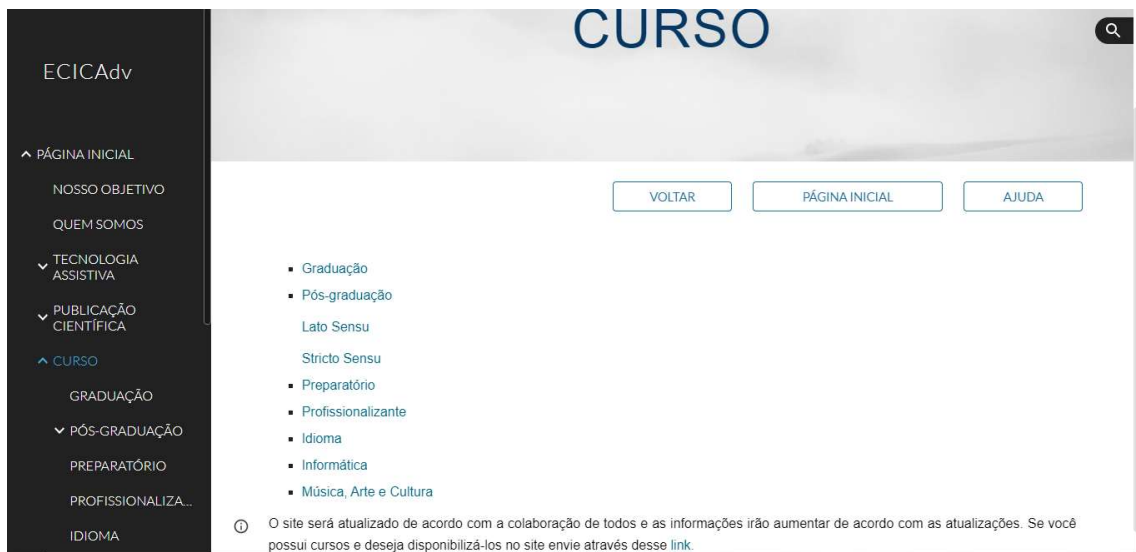 ECICAdv
PÁGINA INICIAL
NOSSO OBJETIVO
QUEM SOMOS
TECNOLOGIA
ASSISTIVA
PUBLICAÇÃO
CIENTÍFICA
CURSO
GRADUAÇÃO
PÓS-GRADUAÇÃO
PREPARATÓRIO
PROFISSIONALIZA...
IDIOMA
CURSO
VOLTAR
PÁGINA INICIAL
AJUDA
Graduação
Pós-graduação
Lato Sensu
Stricto Sensu
Preparatório
Profissionalizante
Idioma
Informática
Música, Arte e Cultura
O site será atualizado de acordo com a colaboração de todos e as informações irão aumentar de acordo com as atualizações. Se você
possui cursos e deseja disponibilizá-los no site envie através desse link.